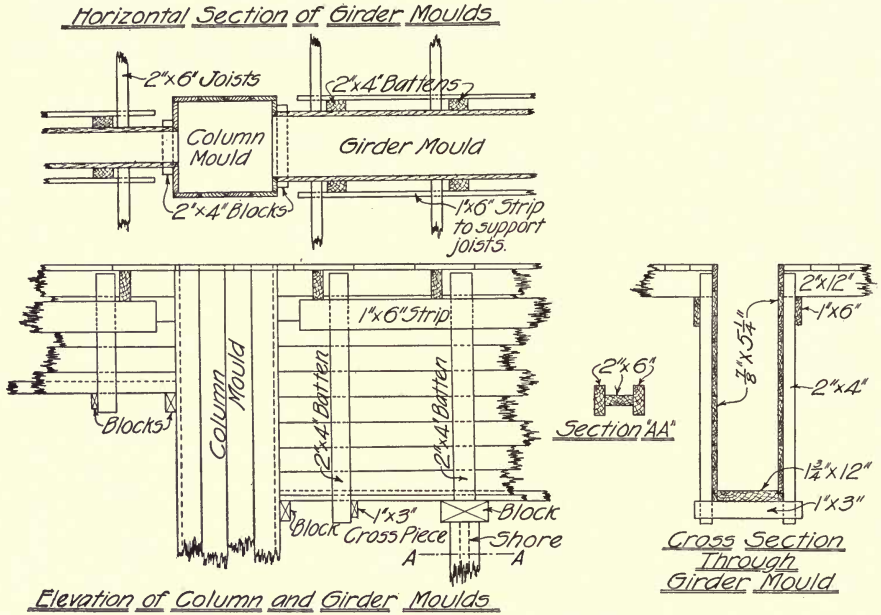 Horizontal Section of Girder Moulds
2"x6" Joists
2"x4" Battens
Column
Mould
Girder Mould
2"x4" Blocks
1"x6" Strip
to support
joists.
1"x6" Strip
Column
Mould
2"x4" Batten
2"x4" Batten
Blocks
Block
1"x3"
Cross Piece
Block
Shore
A A
Elevation of Column and Girder Moulds
2"x6"
Section "AA"
2"x12"
1"x6"
7/8" x 5 1/4"
2"x4"
1 3/4" x 12"
1"x3"
Cross Section
Through
Girder Mould